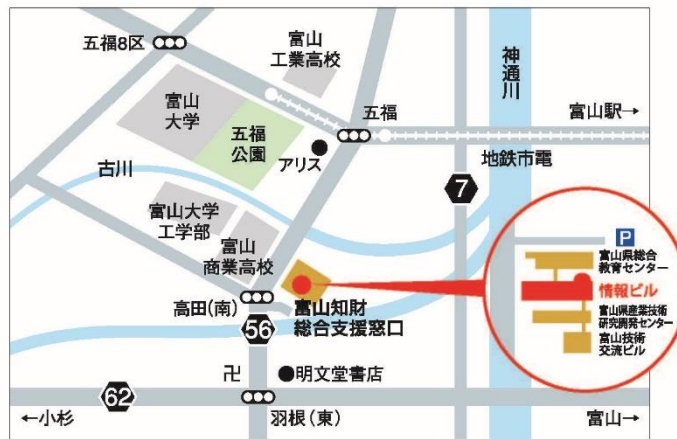 五福8区
富山
工業高校
神通川
富山
大学
五福
公園
五福
富山駅→
アリス
地鉄市電
古川
7
富山大学
工学部
富山
商業高校
P
富山県総合
教育センター
情報ビル
富山県産業技術
研究開発センター
富山技術
交流ビル
高田(南)
富山知財
総合支援窓口
56
卍
明文堂書店
62
←小杉
羽根(東)
富山→